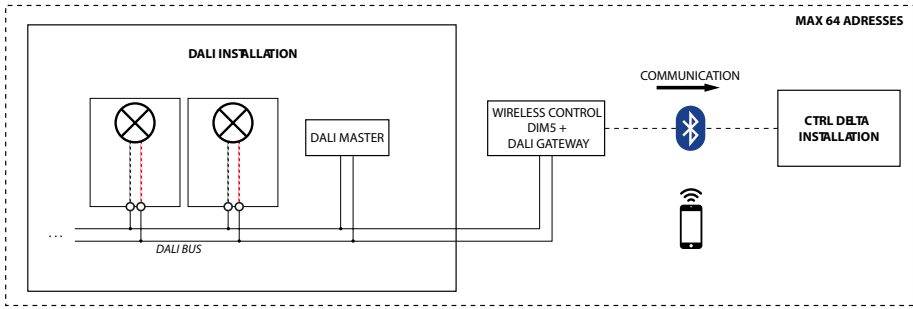 MAX 64 ADRESSES
DALI INSTALLATION
COMMUNICATION
WIRELESS CONTROL
DIM5 +
DALI GATEWAY
CTRL DELTA
INSTALLATION
DALI MASTER
...
DALI BUS